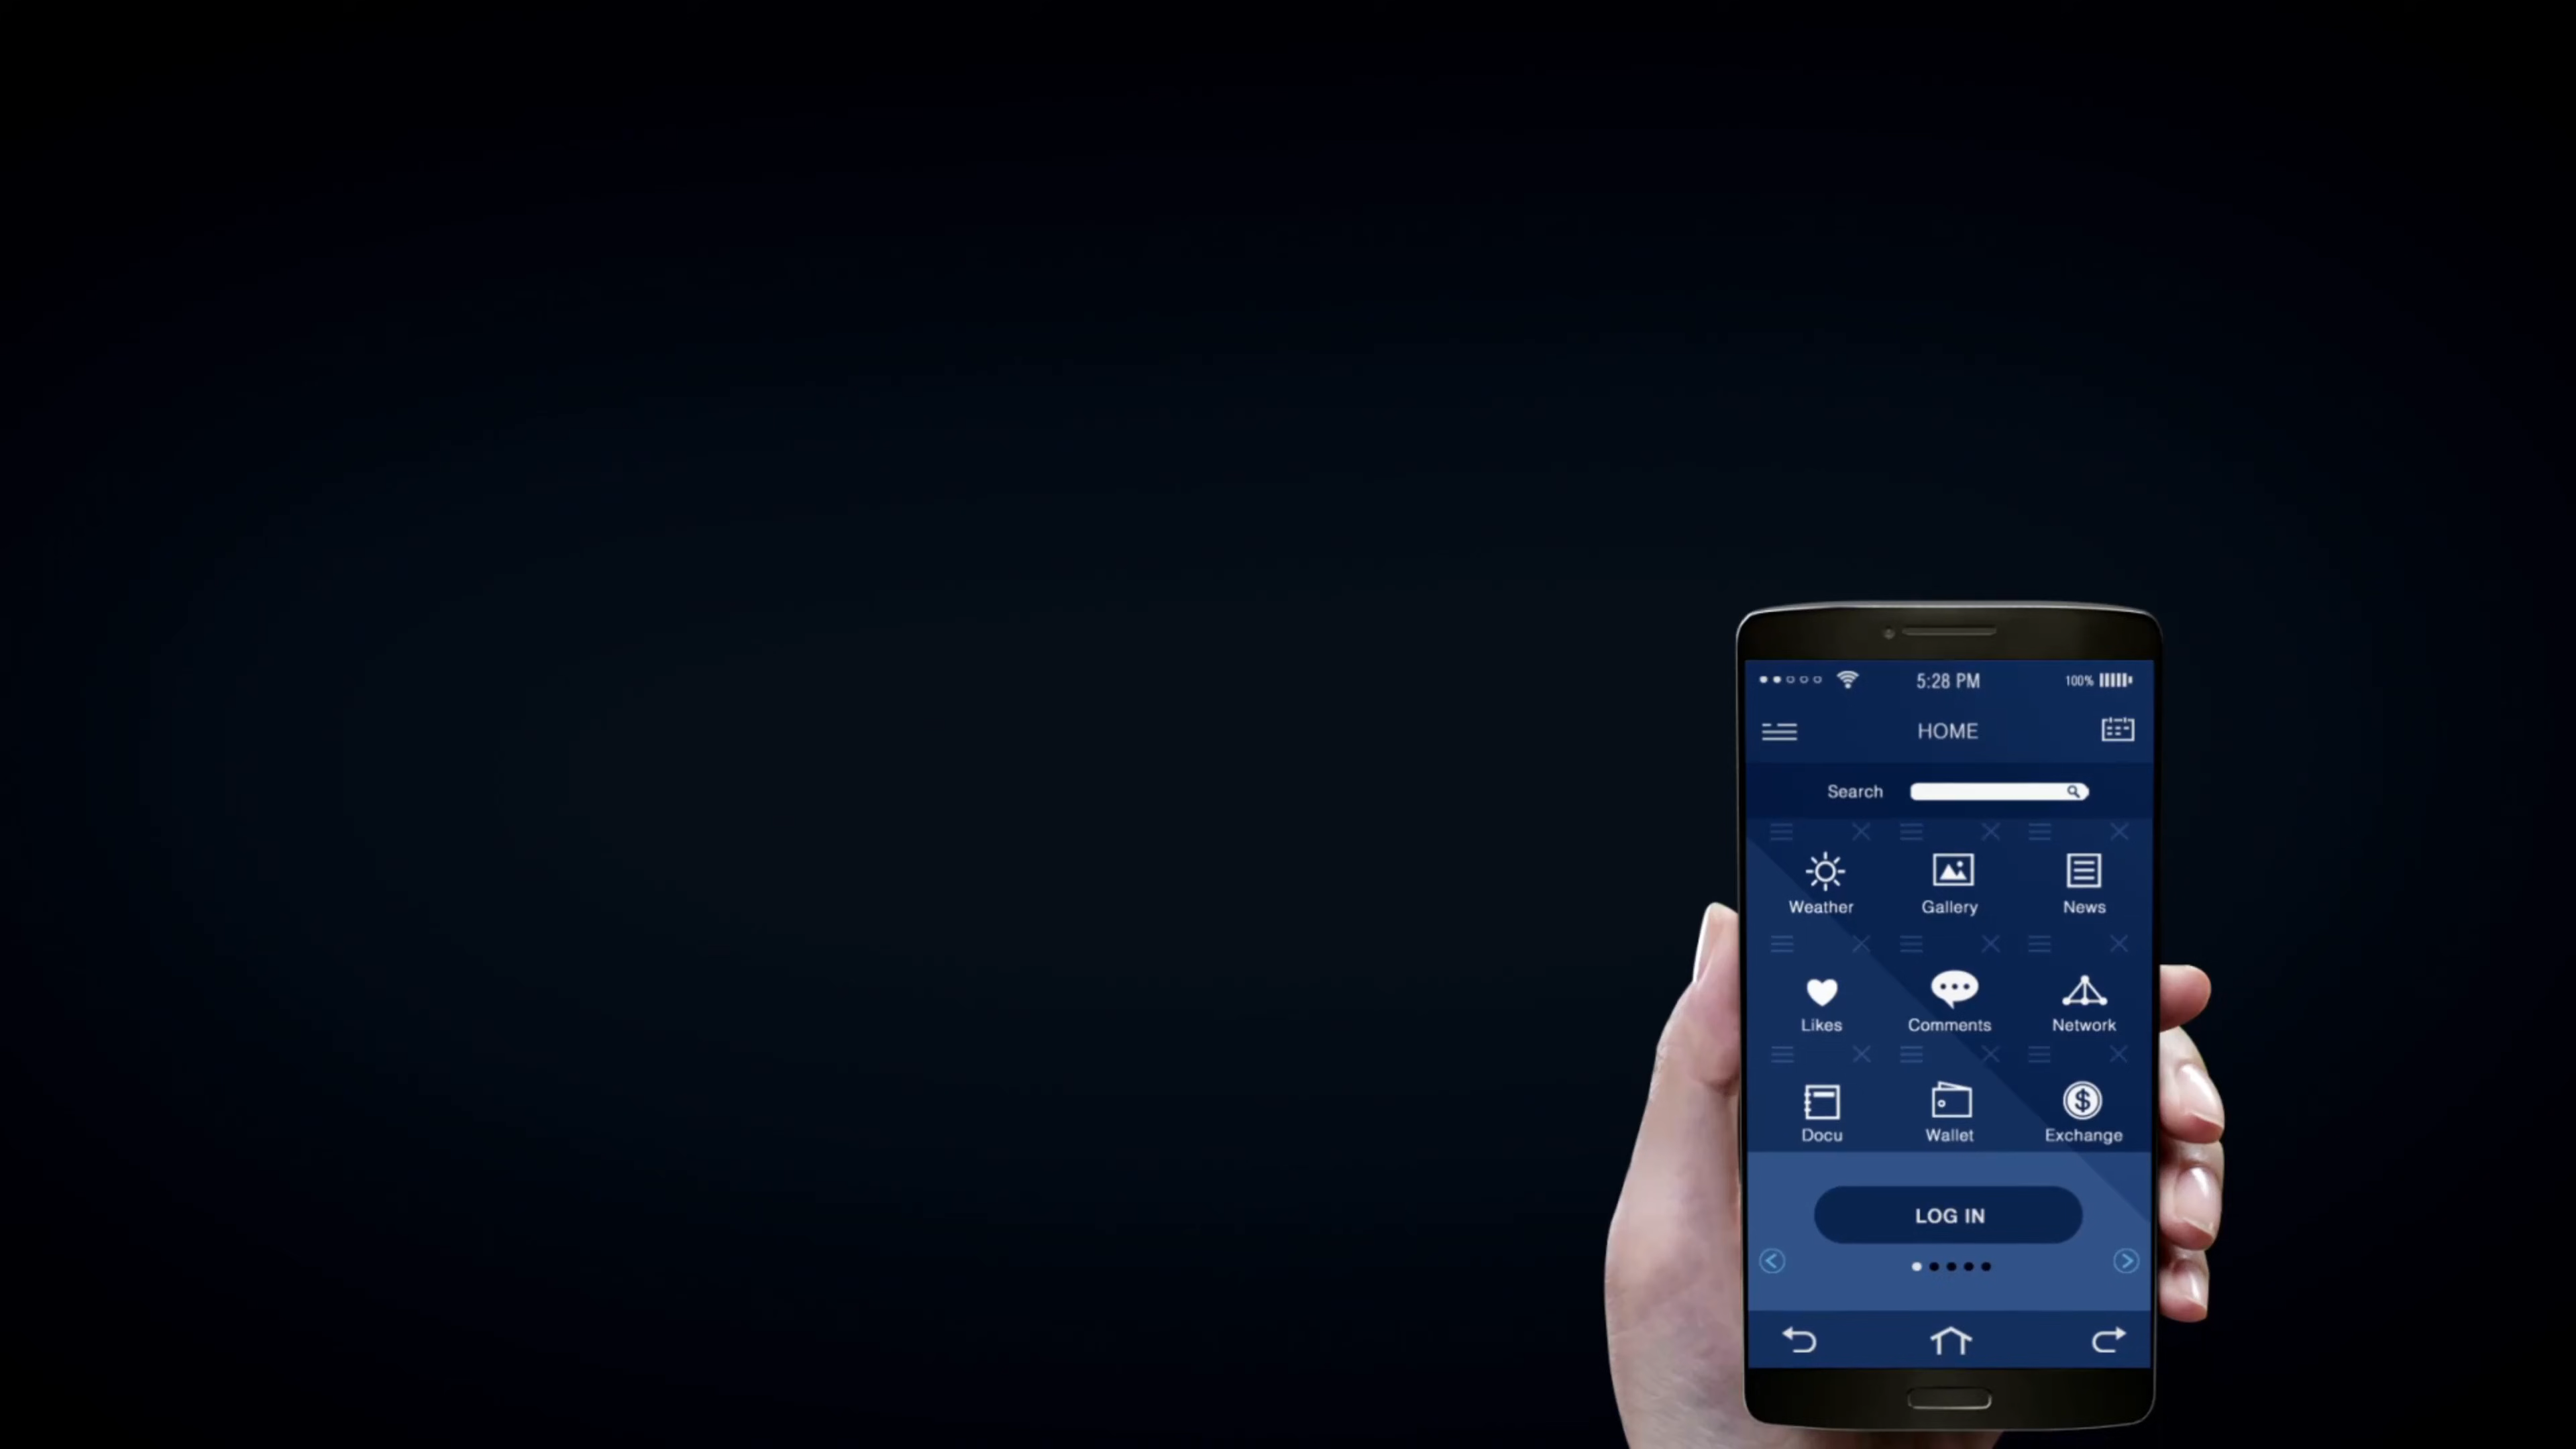 5:28 PM 100%
HOME
Search
Weather Gallery News
Likes Comments Network
Docu Wallet Exchange
LOG IN